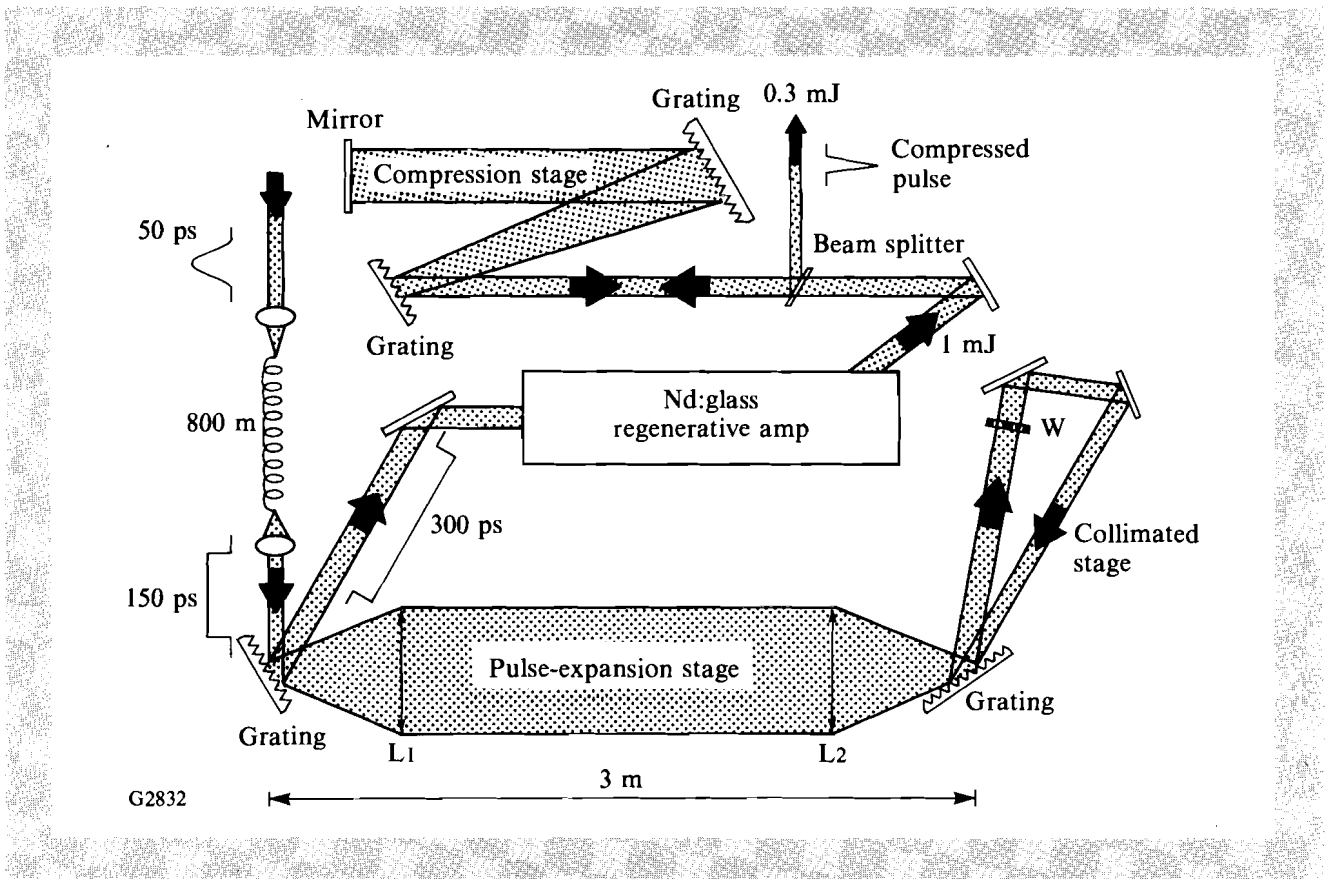 Grating
0.3 mJ
Mirror
Compression stage
Compressed
pulse
50 ps
Beam splitter
Grating
1 mJ
Nd:glass
regenerative amp
800 m
W
300 ps
Collimated
stage
150 ps
Pulse-expansion stage
Grating
Grating
L1
L2
3 m
G2832